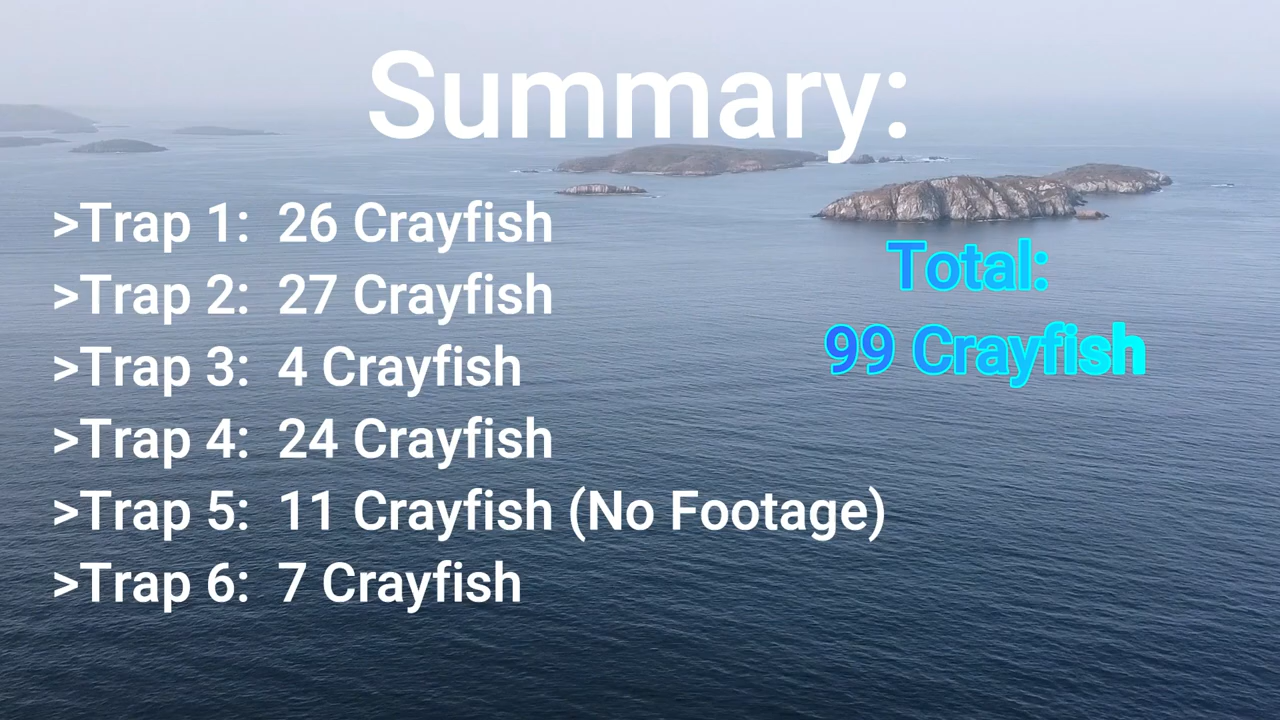 Summary:
>Trap 1: 26 Crayfish
>Trap 2: 27 Crayfish
>Trap 3: 4 Crayfish
>Trap 4: 24 Crayfish
>Trap 5: 11 Crayfish (No Footage)
>Trap 6: 7 Crayfish
Total:
99 Crayfish